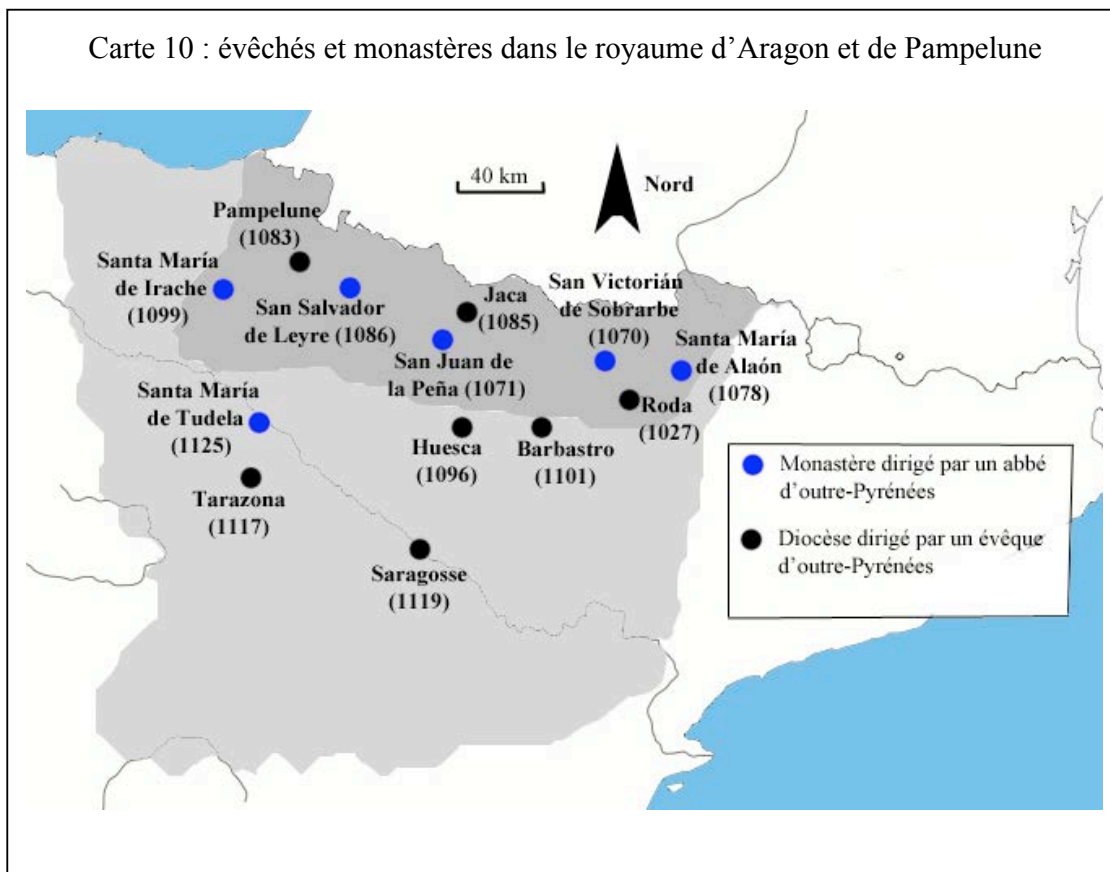 Carte 10 : évêchés et monastères dans le royaume d’Aragon et de Pampelune
40 km
Nord
Pampelune
(1083)
Santa María
de Irache
(1099)
San Salvador
de Leyre (1086)
Jaca
(1085)
San Juan de
la Peña (1071)
San Victorián
de Sobrarbe
(1070)
Santa María
de Alaón
(1078)
Roda
(1027)
Santa María
de Tudela
(1125)
Huesca
(1096)
Barbastro
(1101)
Tarazona
(1117)
Saragosse
(1119)
Monastère dirigé par un abbé
d’outre-Pyrénées
Diocèse dirigé par un évêque
d’outre-Pyrénées